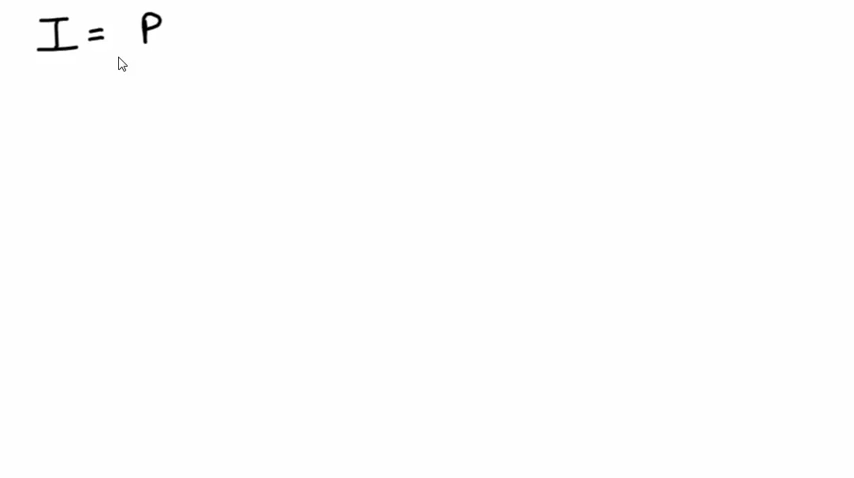 I = P